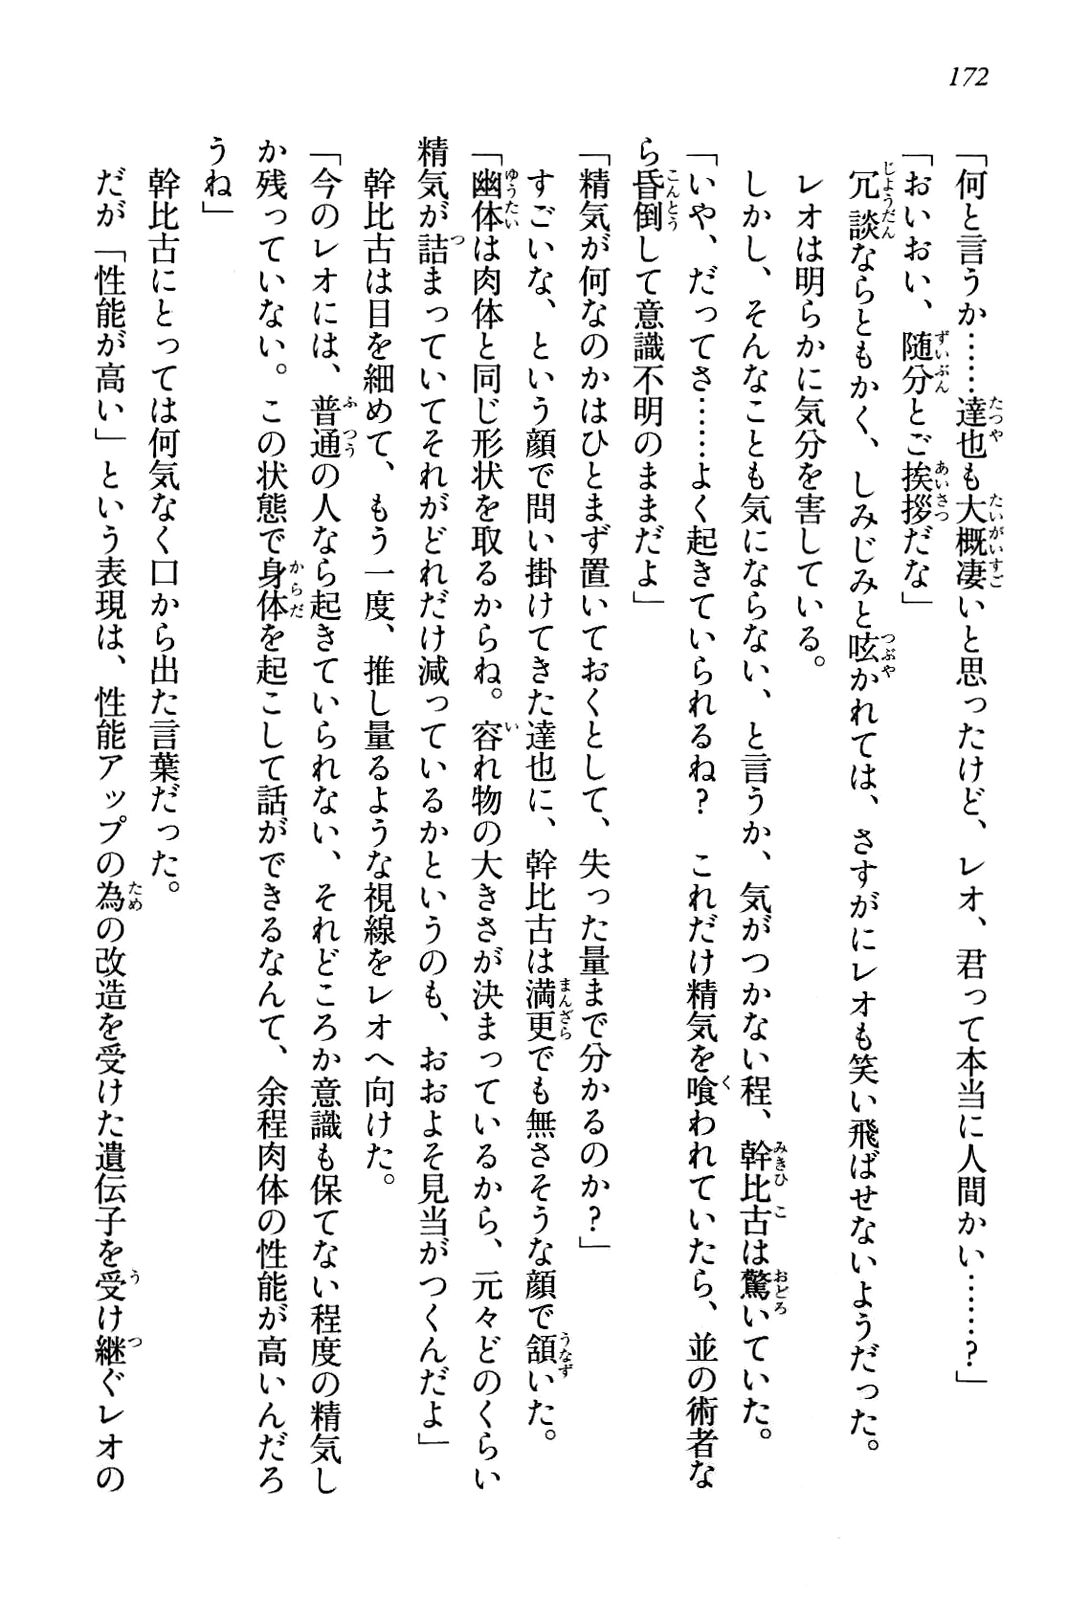 172
「何と言うか……達也も大概凄いと思ったけど、レオ、君って本当に人間かい……？」
「おいおい、随分とご挨拶だな」
冗談ならともかく、しみじみと呟かれては、さすがにレオも笑い飛ばせないようだった。
レオは明らかに気分を害している。
しかし、そんなことも気にならない、と言うか、気がつかない程、幹比古は驚いていた。
「いや、だってさ……よく起きていられるね？　これだけ精気を喰われていたら、並の術者な
ら昏倒して意識不明のままだよ」
「精気が何なのかはひとまず置いておくとして、失った量まで分かるのか？」
すごいな、という顔で問い掛けてきた達也に、幹比古は満更でも無さそうな顔で頷いた。
「幽体は肉体と同じ形状を取るからね。容れ物の大きさが決まっているから、元々どのくらい
精気が詰まっていてそれがどれだけ減っているかというのも、おおよそ見当がつくんだよ」
幹比古は目を細めて、もう一度、推し量るような視線をレオへ向けた。
「今のレオには、普通の人なら起きていられない、それどころか意識も保てない程度の精気し
か残っていない。この状態で身体を起こして話ができるなんて、余程肉体の性能が高いんだろ
うね」
幹比古にとっては何気なく口から出た言葉だった。
だが「性能が高い」という表現は、性能アップの為の改造を受けた遺伝子を受け継ぐレオの